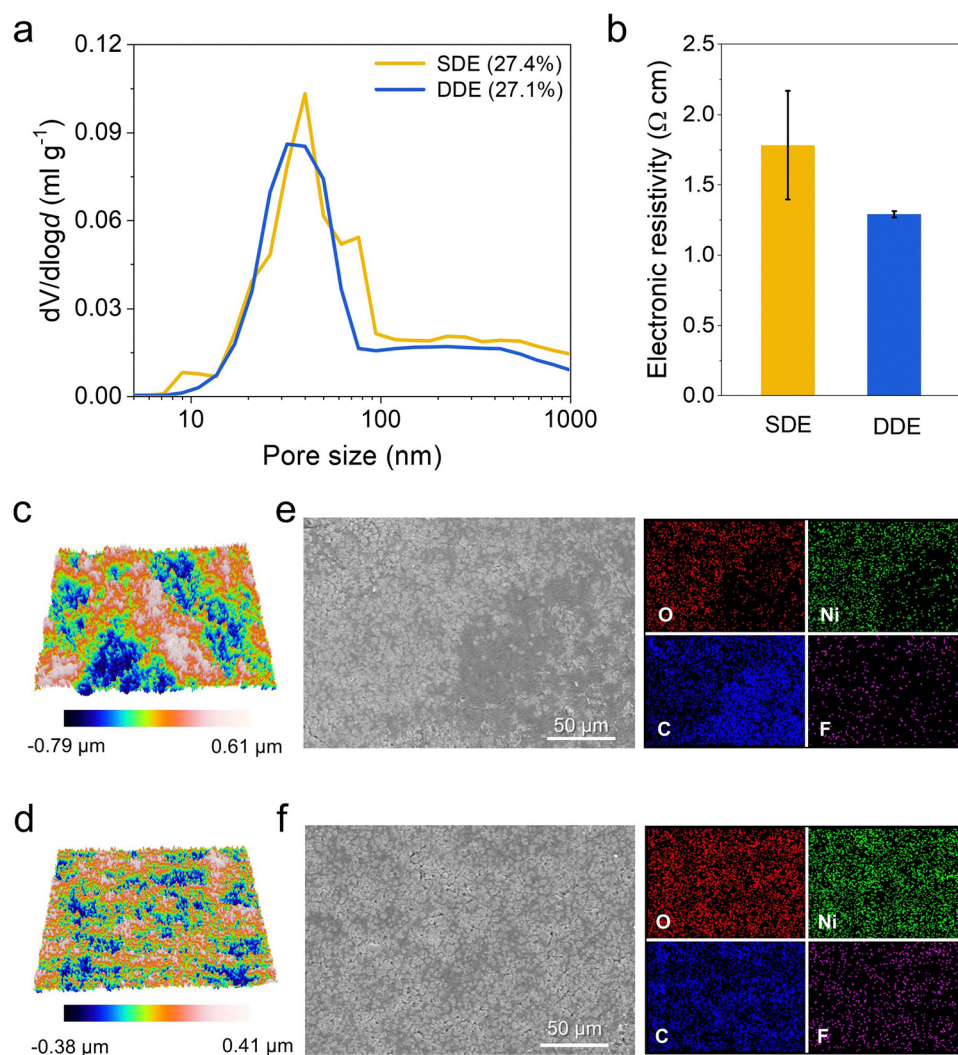 a
0.12
0.09
0.06
0.03
0.00
dV/dlogd (ml g⁻¹)
SDE (27.4%)
DDE (27.1%)
10
100
1000
Pore size (nm)
b
2.5
2.0
1.5
1.0
0.5
0.0
Electronic resistivity (Ω cm)
SDE
DDE
c
-0.79 µm
0.61 µm
e
50 µm
O
Ni
C
F
d
-0.38 µm
0.41 µm
f
50 µm
O
Ni
C
F